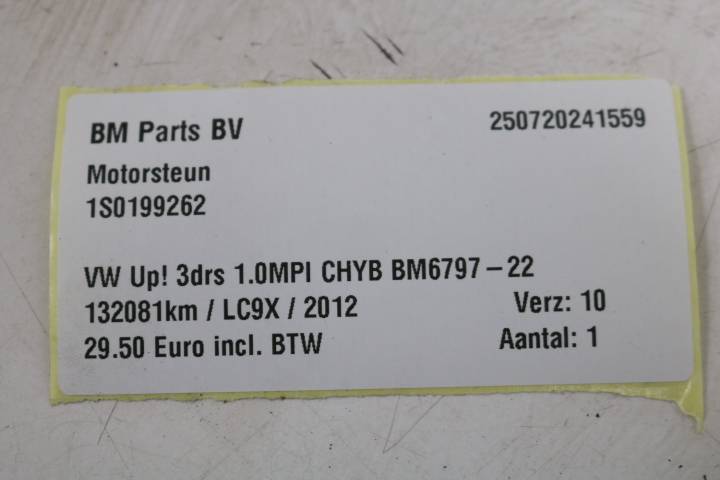 BM Parts BV 250720241559
Motorsteun
1S0199262
VW Up! 3drs 1.0MPI CHYB BM6797-22
132081km / LC9X / 2012 Verz: 10
29.50 Euro incl. BTW Aantal: 1